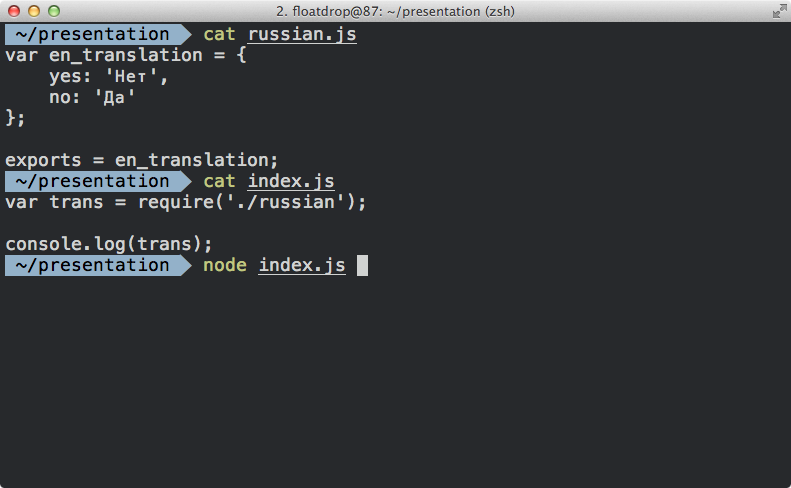 2. floatdrop@87: ~/presentation (zsh)
~/presentation cat russian.js
var en_translation = {
    yes: 'Нет',
    no: 'Да'
};
exports = en_translation;
~/presentation cat index.js
var trans = require('./russian');
console.log(trans);
~/presentation node index.js